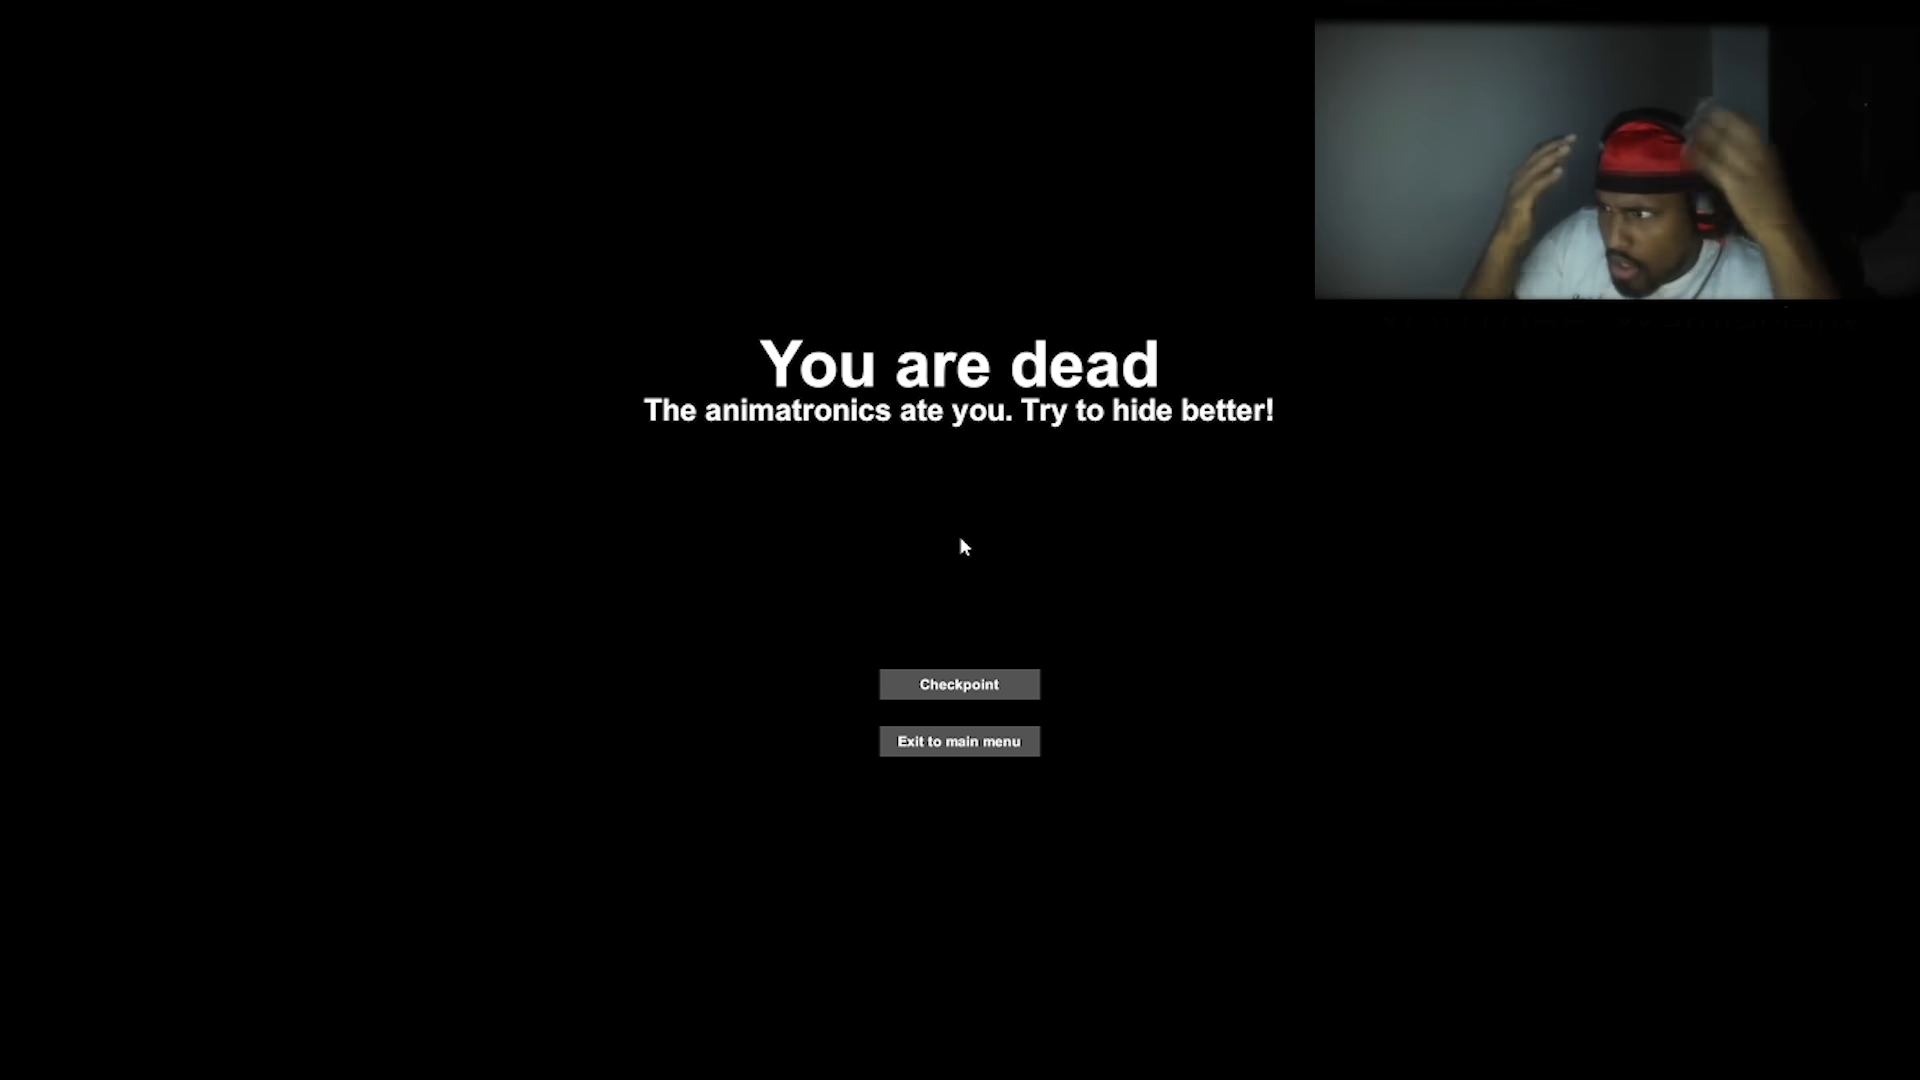 You are dead
The animatronics ate you. Try to hide better!
Checkpoint
Exit to main menu